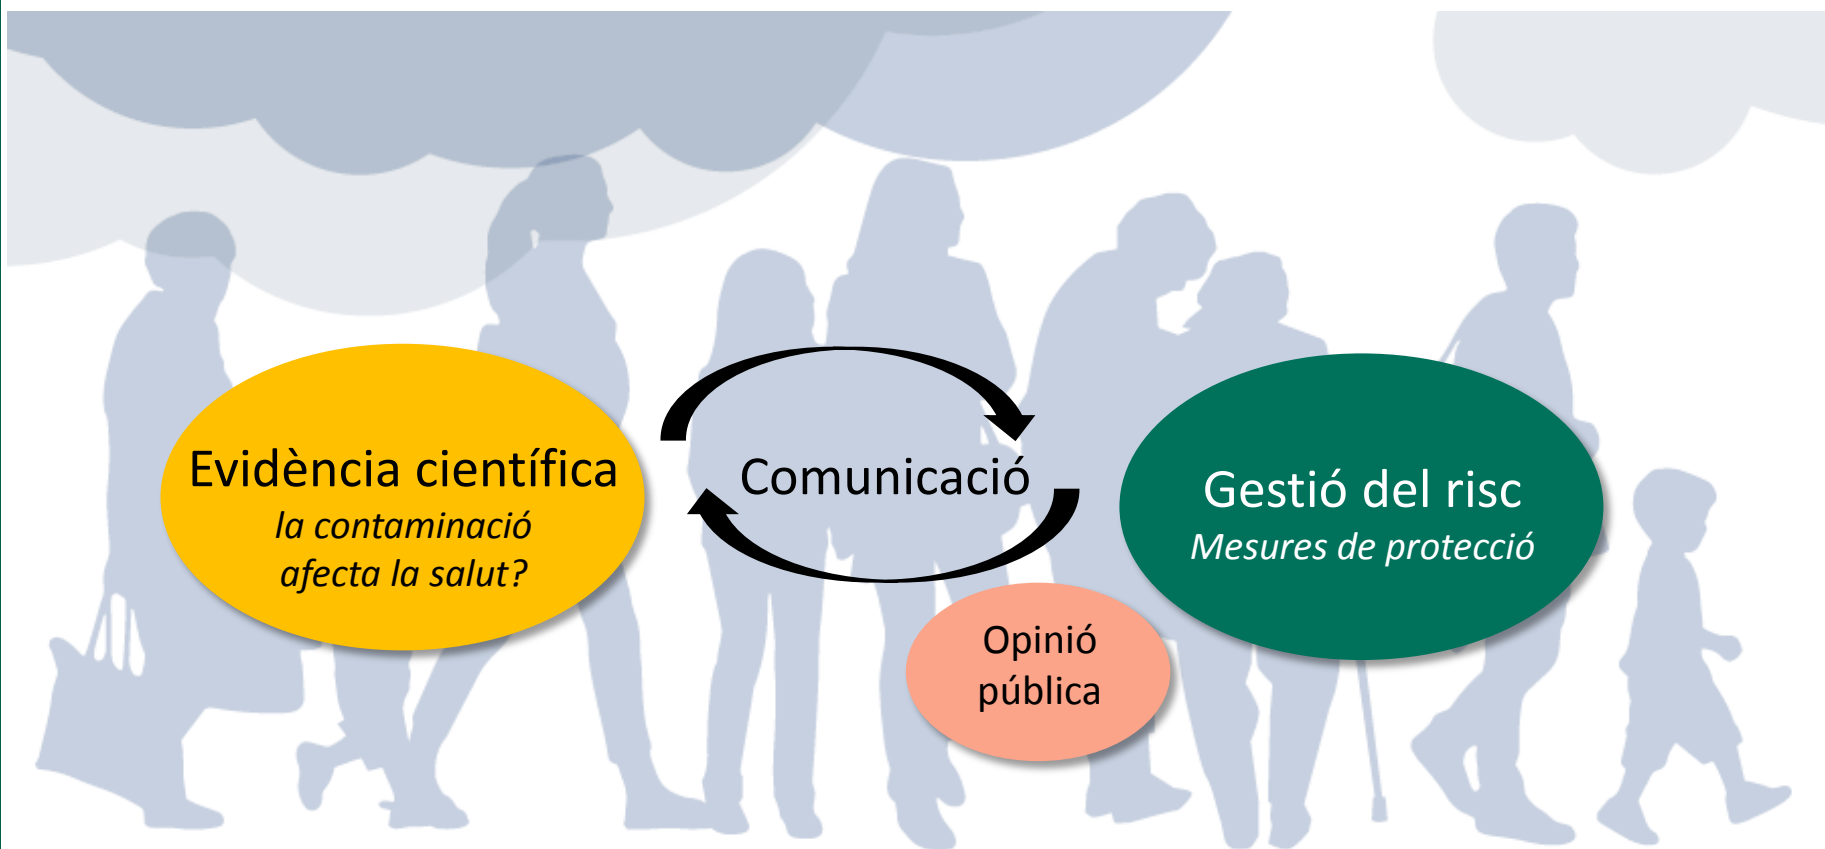 Evidència científica
la contaminació
afecta la salut?
Comunicació
Gestió del risc
Mesures de protecció
Opinió
pública